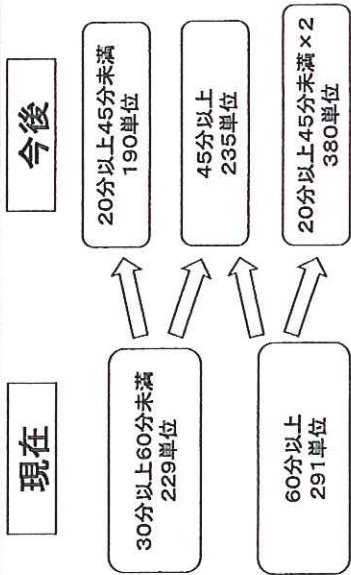 現在
今後
30分以上60分未満
229単位
60分以上
291単位
20分以上45分未満
190単位
45分以上
235単位
20分以上45分未満×2
380単位